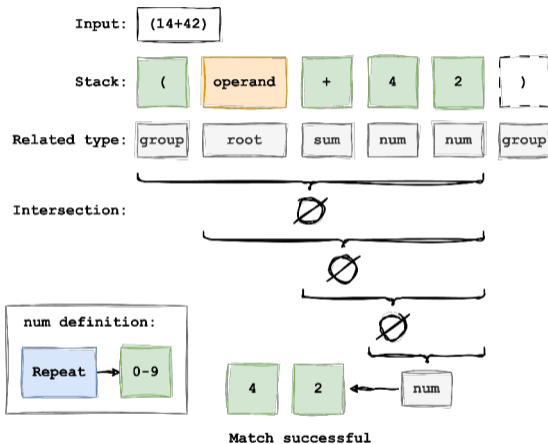 Input: (14+42)
Stack: ( operand + 4 2 )
Related type: group root sum num num group
Intersection: ∅
∅
∅
num definition:
Repeat 0-9
4 2 num
Match successful